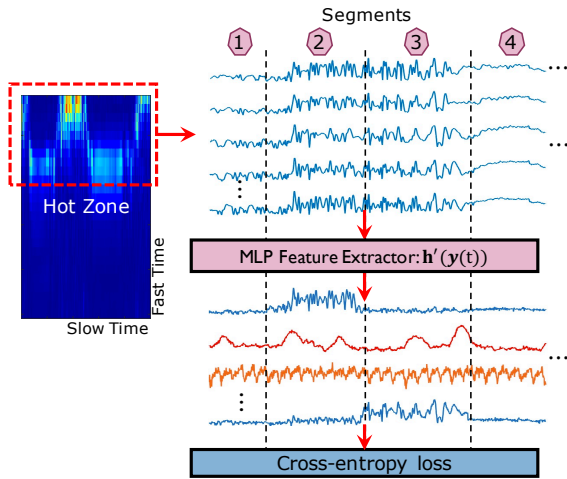 Segments
1 2 3 4
Hot Zone
Fast Time
Slow Time
MLP Feature Extractor: h′(y(t))
Cross-entropy loss